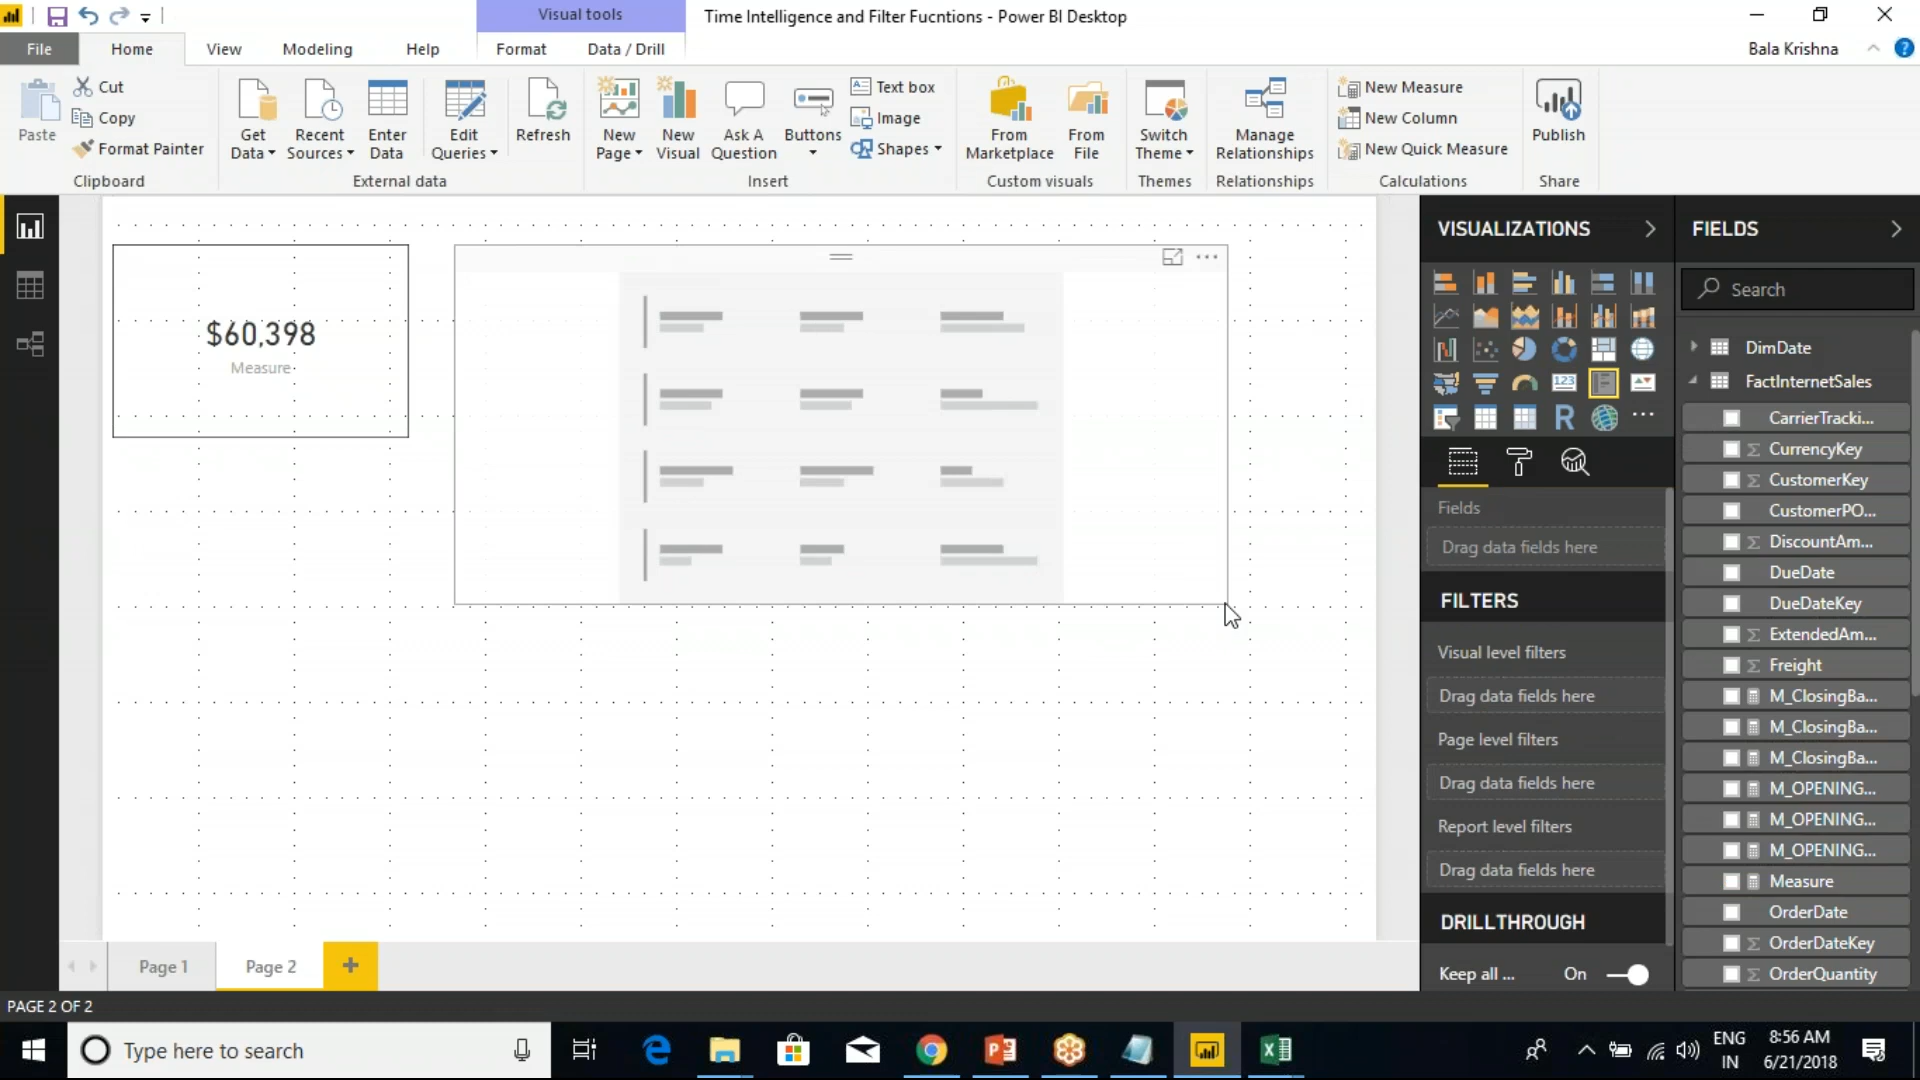 Visual tools
Time Intelligence and Filter Fucntions - Power BI Desktop
File
Home
View
Modeling
Help
Format
Data / Drill
Bala Krishna
Paste
Cut
Copy
Format Painter
Clipboard
Get Data
Recent Sources
Enter Data
External data
Edit Queries
Refresh
New Page
New Visual
Ask A Question
Buttons
Text box
Image
Shapes
Insert
From Marketplace
From File
Custom visuals
Switch Theme
Themes
Manage Relationships
Relationships
New Measure
New Column
New Quick Measure
Calculations
Publish
Share
$60,398
Measure
VISUALIZATIONS
123
R
Fields
Drag data fields here
FILTERS
Visual level filters
Drag data fields here
Page level filters
Drag data fields here
Report level filters
Drag data fields here
DRILLTHROUGH
Keep all ...
On
FIELDS
Search
DimDate
FactInternetSales
CarrierTracki...
CurrencyKey
CustomerKey
CustomerPO...
DiscountAm...
DueDate
DueDateKey
ExtendedAm...
Freight
M_ClosingBa...
M_ClosingBa...
M_ClosingBa...
M_OPENING...
M_OPENING...
M_OPENING...
Measure
OrderDate
OrderDateKey
OrderQuantity
Page 1
Page 2
PAGE 2 OF 2
Type here to search
ENG
IN
8:56 AM
6/21/2018